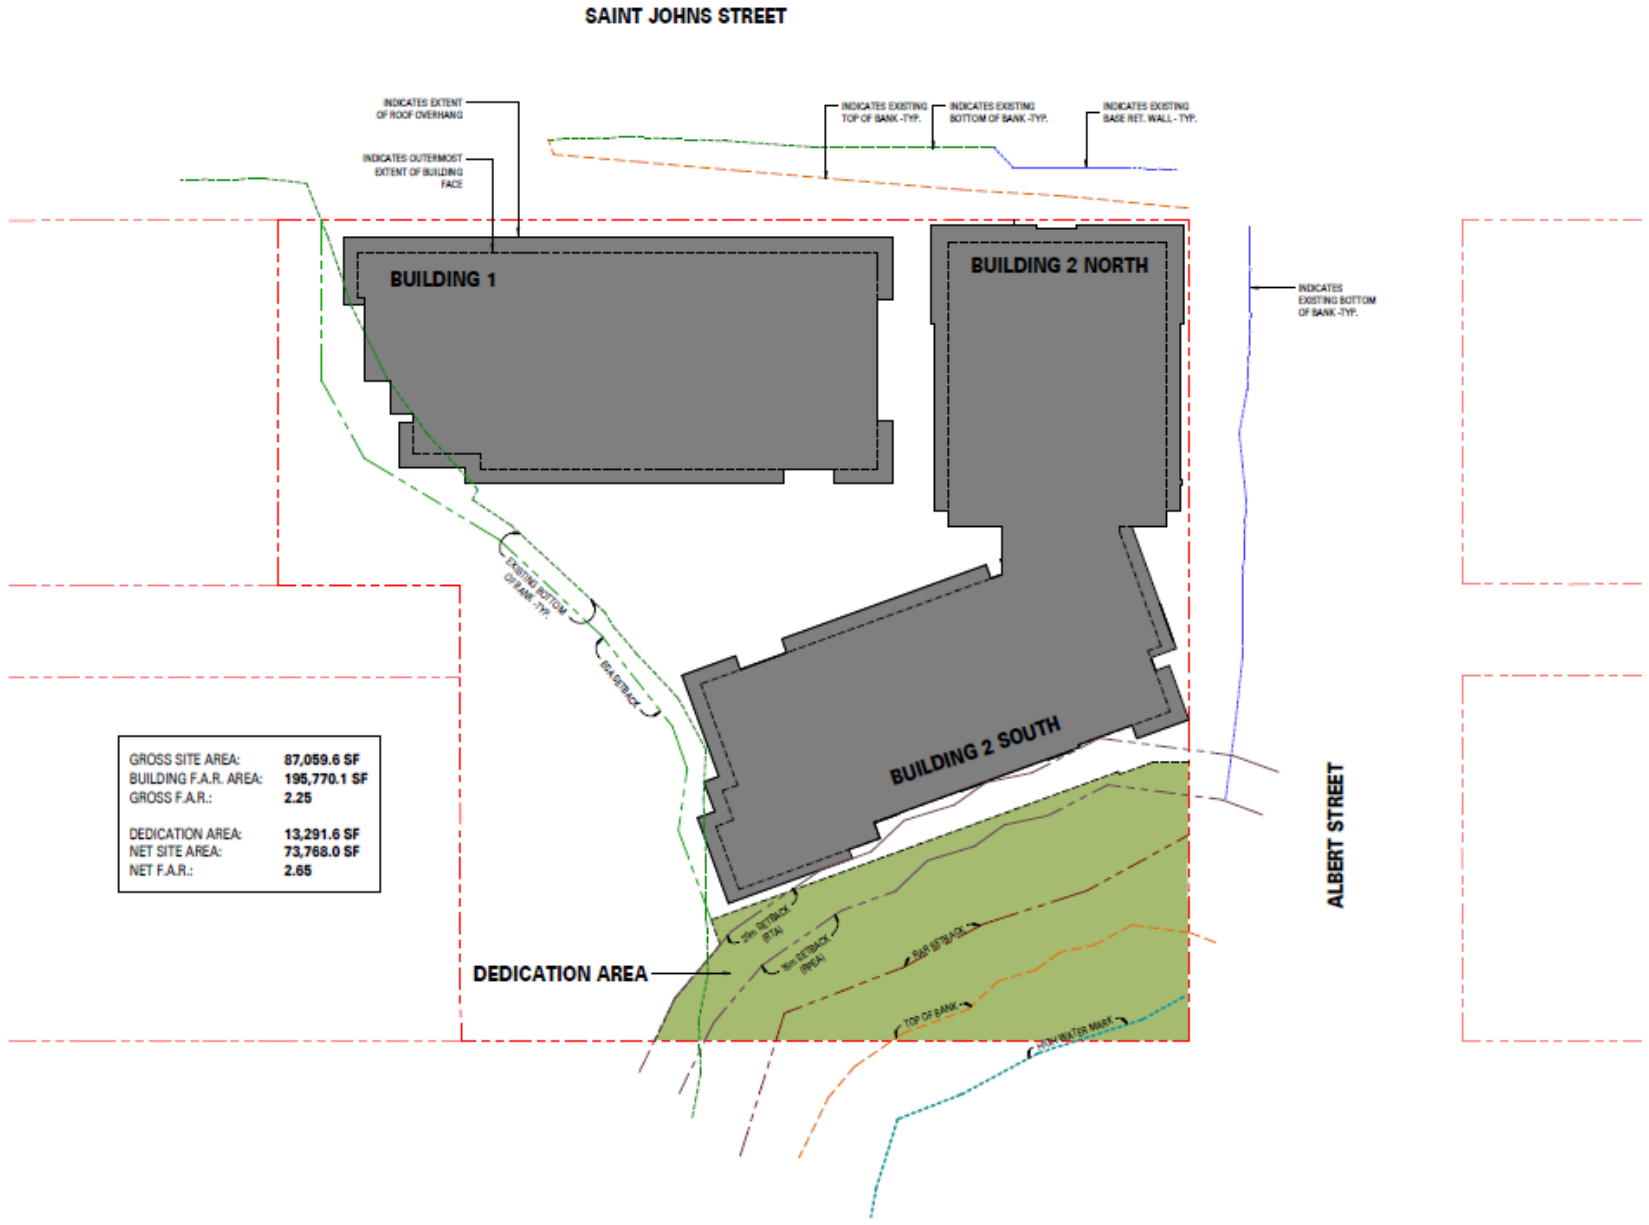 SAINT JOHNS STREET
INDICATES EXTENT
OF ROOF OVERHANG
INDICATES EXISTING
TOP OF BANK -TYP.
INDICATES EXISTING
BOTTOM OF BANK -TYP.
INDICATES EXISTING
BASE RET. WALL - TYP.
INDICATES OUTERMOST
EXTENT OF BUILDING
FACE
BUILDING 1
BUILDING 2 NORTH
INDICATES
EXISTING BOTTOM
OF BANK -TYP.
EXISTING BOTTOM
OF BANK -TYP.
BUILDING 2 SOUTH
GROSS SITE AREA: 87,059.6 SF
BUILDING F.A.R. AREA: 195,770.1 SF
GROSS F.A.R.: 2.25
DEDICATION AREA: 13,291.6 SF
NET SITE AREA: 73,768.0 SF
NET F.A.R.: 2.65
ALBERT STREET
20m SETBACK
(RTA)
15m SETBACK
(RPEA)
RAR SETBACK
DEDICATION AREA
TOP OF BANK
HIGH WATER MARK